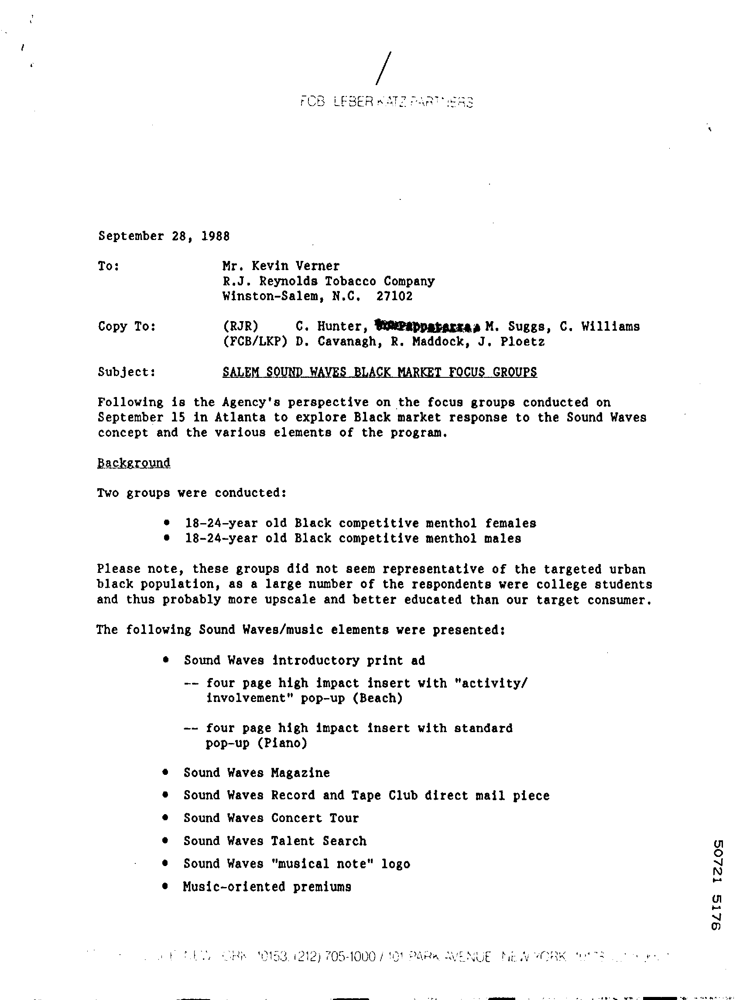 FCB LEBER KATZ PARTNERS
September 28, 1988
To: Mr. Kevin Verner
R.J. Reynolds Tobacco Company
Winston-Salem, N.C. 27102
Copy To: (RJR) C. Hunter, M. Suggs, C. Williams
(FCB/LKP) D. Cavanagh, R. Maddock, J. Ploetz
Subject: SALEM SOUND WAVES BLACK MARKET FOCUS GROUPS
Following is the Agency's perspective on the focus groups conducted on
September 15 in Atlanta to explore Black market response to the Sound Waves
concept and the various elements of the program.
Background
Two groups were conducted:
• 18-24-year old Black competitive menthol females
• 18-24-year old Black competitive menthol males
Please note, these groups did not seem representative of the targeted urban
black population, as a large number of the respondents were college students
and thus probably more upscale and better educated than our target consumer.
The following Sound Waves/music elements were presented:
• Sound Waves introductory print ad
-- four page high impact insert with "activity/
involvement" pop-up (Beach)
-- four page high impact insert with standard
pop-up (Piano)
• Sound Waves Magazine
• Sound Waves Record and Tape Club direct mail piece
• Sound Waves Concert Tour
• Sound Waves Talent Search
• Sound Waves "musical note" logo
• Music-oriented premiums
50721 5176
10153, (212) 705-1000 / 101 PARK AVENUE NEW YORK